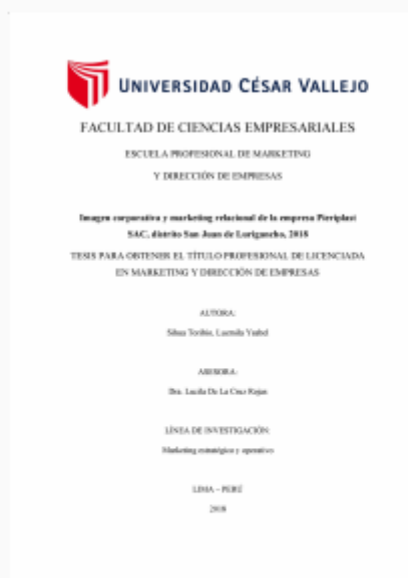 UNIVERSIDAD CÉSAR VALLEJO
FACULTAD DE CIENCIAS EMPRESARIALES
ESCUELA PROFESIONAL DE MARKETING
Y DIRECCIÓN DE EMPRESAS
Imagen corporativa y marketing relacional de la empresa Pieriplast
SAC, distrito San Juan de Lurigancho, 2018
TESIS PARA OBTENER EL TÍTULO PROFESIONAL DE LICENCIADA
EN MARKETING Y DIRECCIÓN DE EMPRESAS
AUTORA:
Toribio, Luzmila Ysabel
ASESORA:
Dra. Lucila De La Cruz Rojas
LÍNEA DE INVESTIGACIÓN:
Marketing estratégico y operativo
LIMA – PERÚ
2018